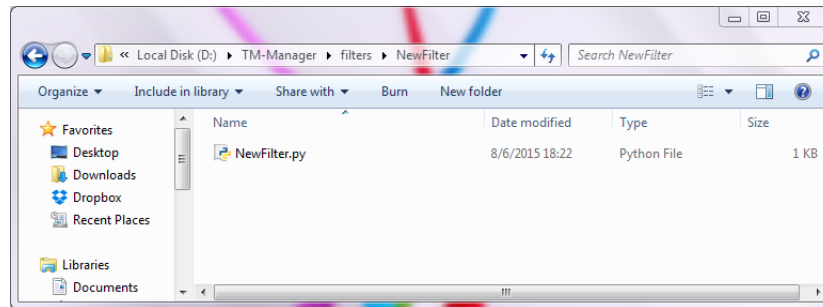 « Local Disk (D:) ▸ TM-Manager ▸ filters ▸ NewFilter Search NewFilter
Organize Include in library Share with Burn New folder
Favorites
Desktop
Downloads
Dropbox
Recent Places
Libraries
Documents
Name Date modified Type Size
NewFilter.py 8/6/2015 18:22 Python File 1 KB